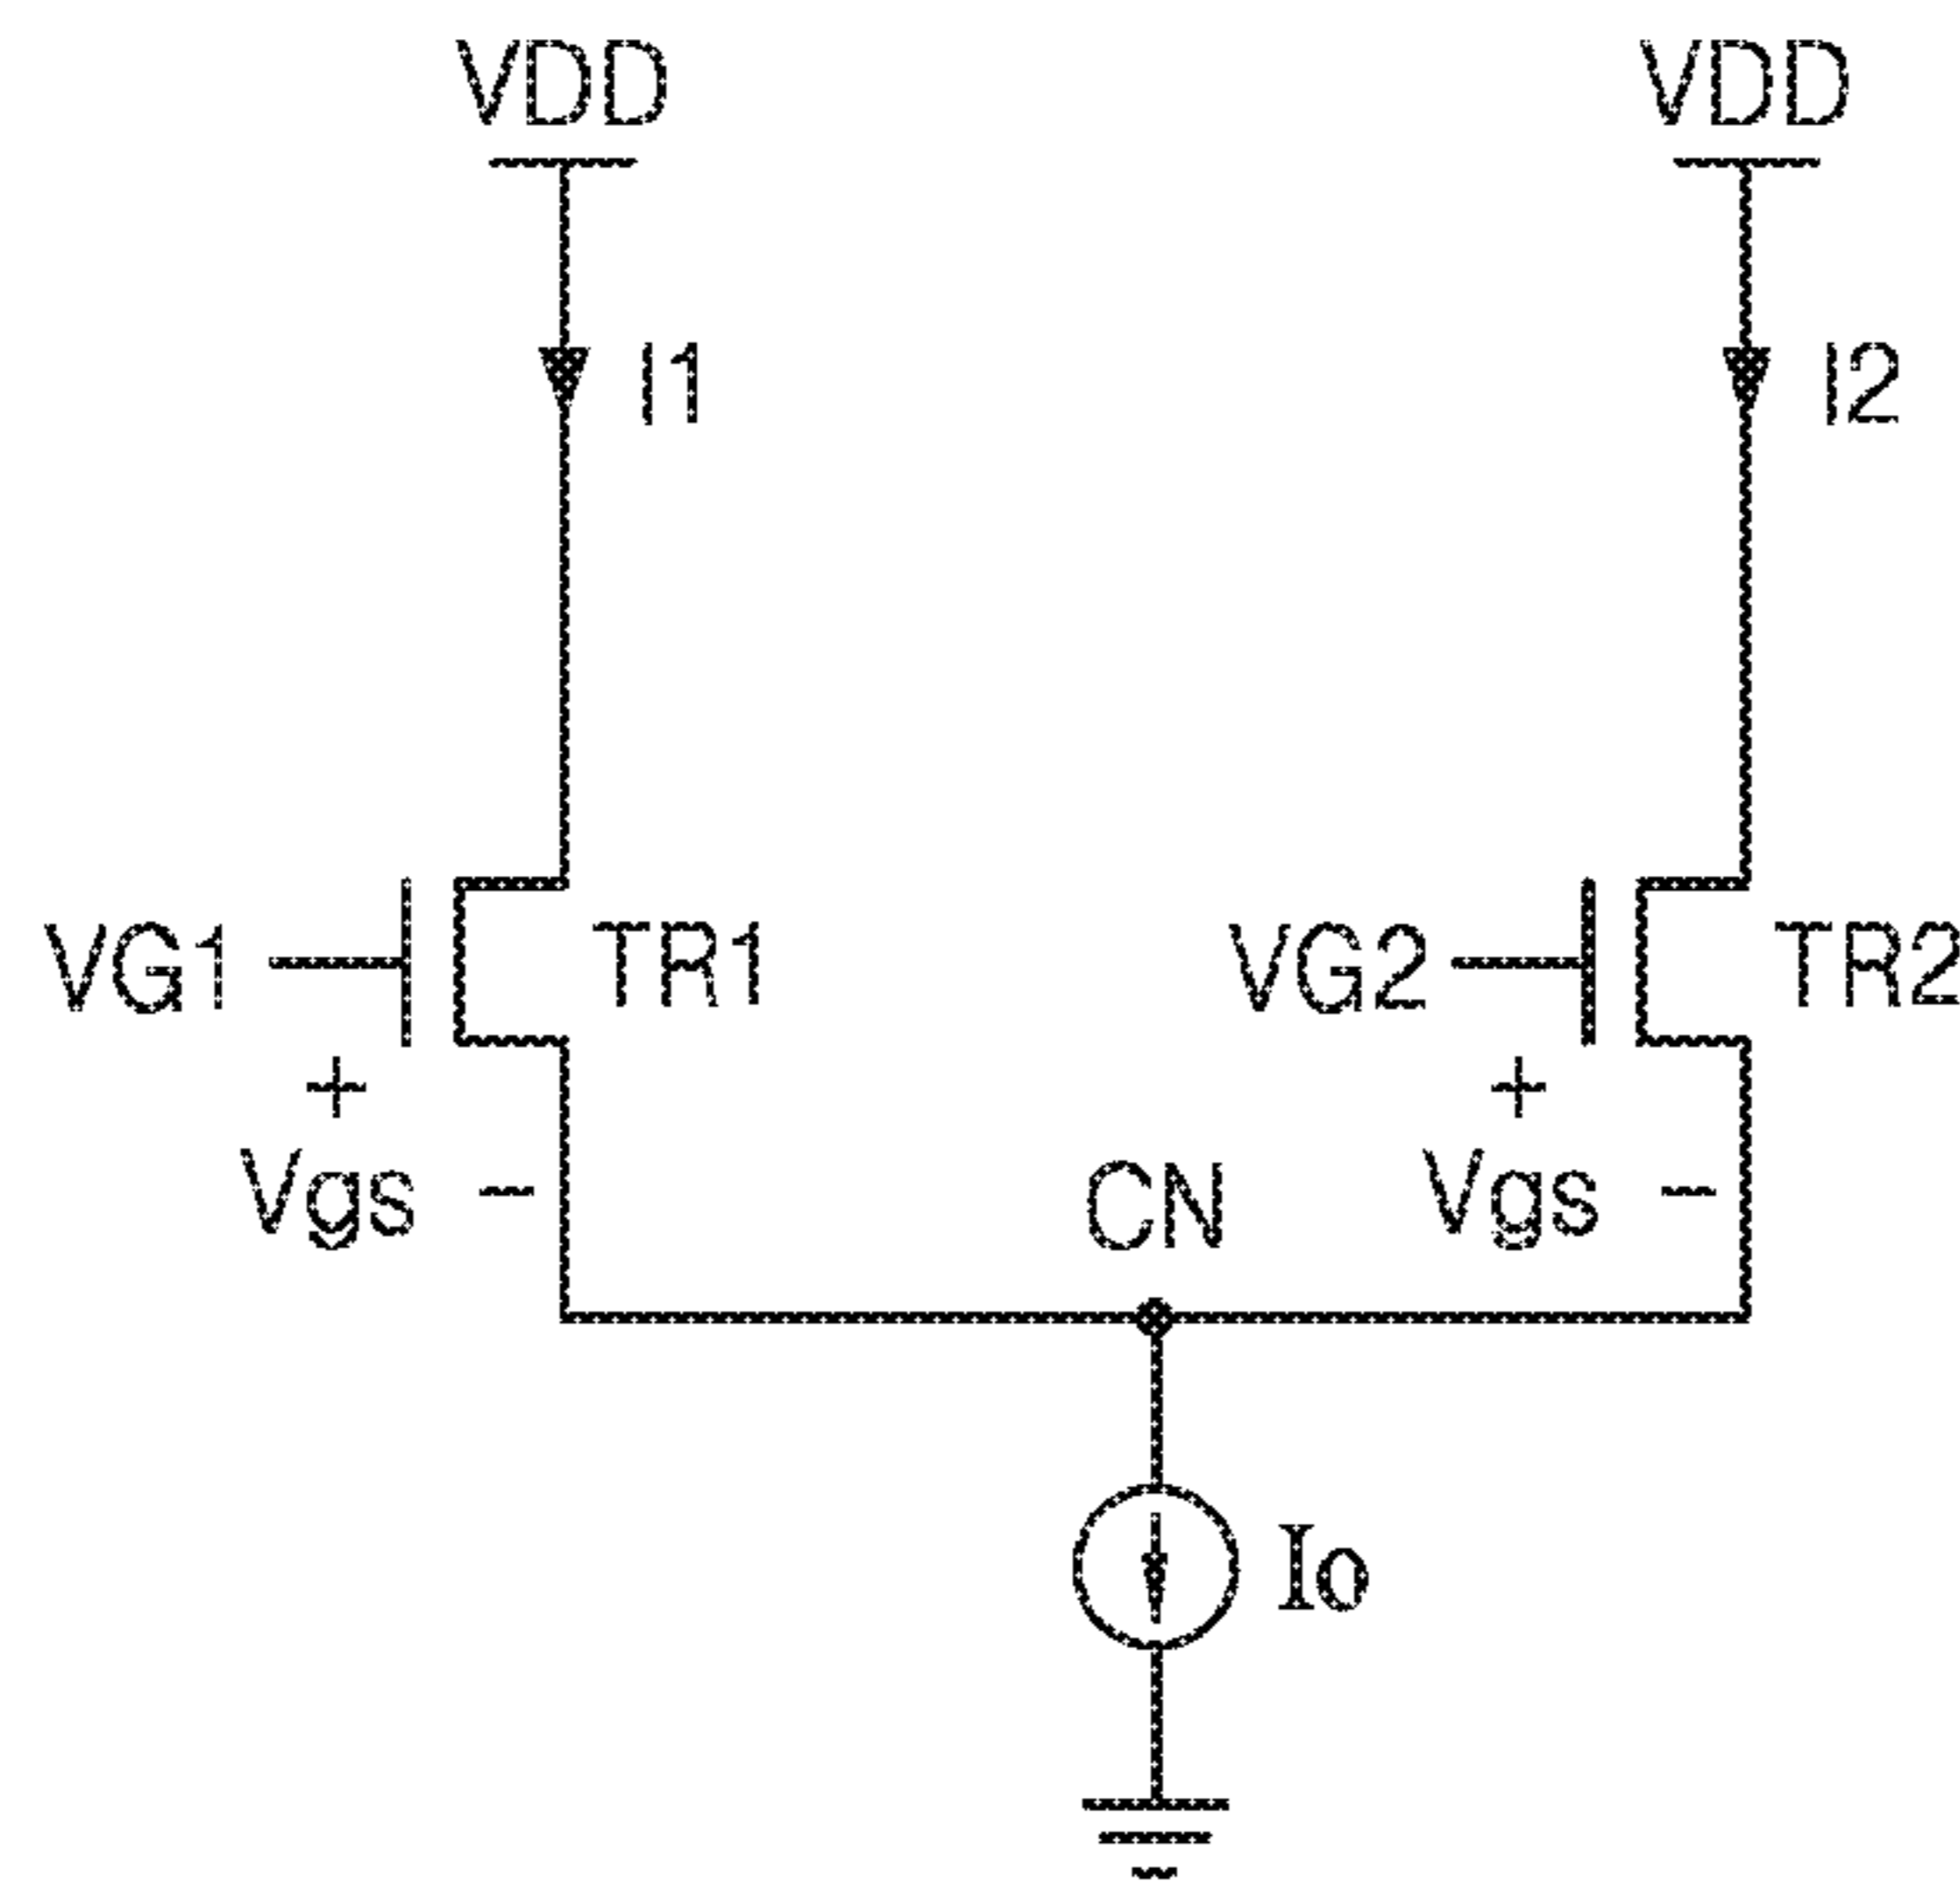 VDD VDD
I1 I2
VG1 TR1 VG2 TR2
+ +
Vgs - CN Vgs -
Io